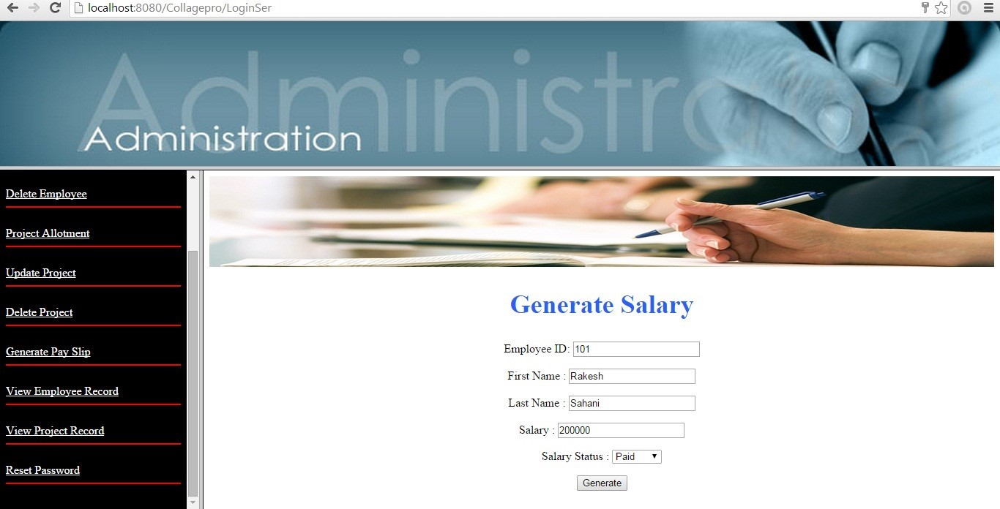 localhost:8080/Collagepro/LoginSer
Administra
Administration
Delete Employee
Project Allotment
Update Project
Delete Project
Generate Pay Slip
View Employee Record
View Project Record
Reset Password
Generate Salary
Employee ID: 101
First Name : Rakesh
Last Name : Sahani
Salary : 200000
Salary Status : Paid
Generate